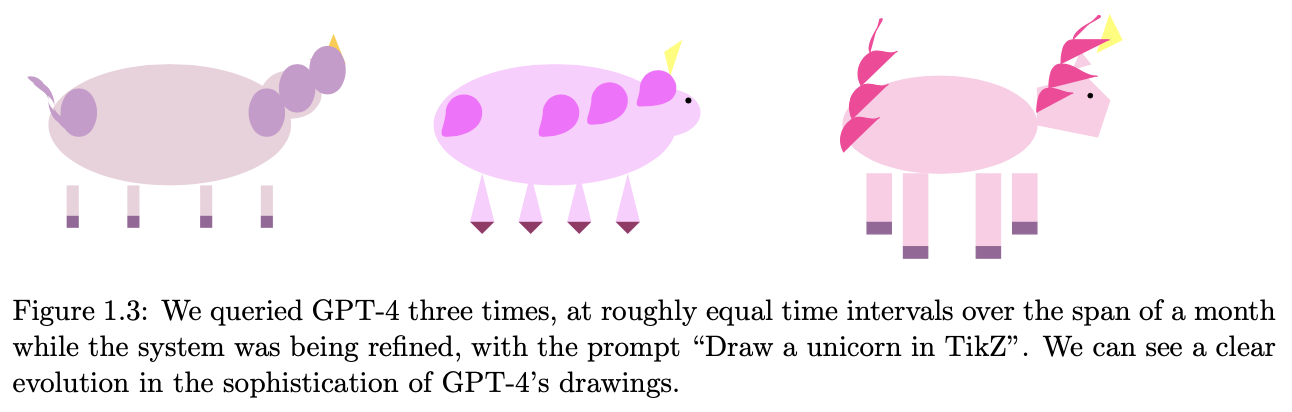 Figure 1.3: We queried GPT-4 three times, at roughly equal time intervals over the span of a month
while the system was being refined, with the prompt “Draw a unicorn in TikZ”. We can see a clear
evolution in the sophistication of GPT-4’s drawings.